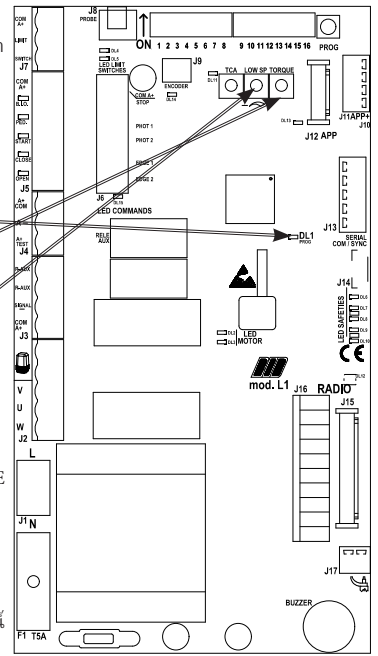 J8
PROBE
ON
1 2 3 4 5 6 7 8 9 10 11 12 13 14 15 16
PROG
COM
A+
LIMIT
SWITCH
J7
DL4
DL5
LED LIMIT
SWITCHES
COM A+
STOP
J9
ENCODER
DL14
DL11
TCA
LOW SP
TORQUE
DL13
J12 APP
J11APP+
J10
COM
A+
B.I.O.
PED.
START
CLOSE
OPEN
J5
PHOT 1
PHOT 2
EDGE 1
EDGE 2
J6
DL15
LED COMMANDS
A+
COM
A+
TEST
J4
RELE
AUX
J13
SERIAL
COM / SYNC
DL1
PROG
R-AUX
R-AUX
SIGNAL
COM
A+
J3
J14
LED SAFETIES
DL6
DL7
DL8
DL9
DL10
CE
DL2
DL3
LED
MOTOR
mod. L1
DL12
RADIO
J16
J15
V
U
W
J2
L
J1
N
F1
T5A
J17
BUZZER